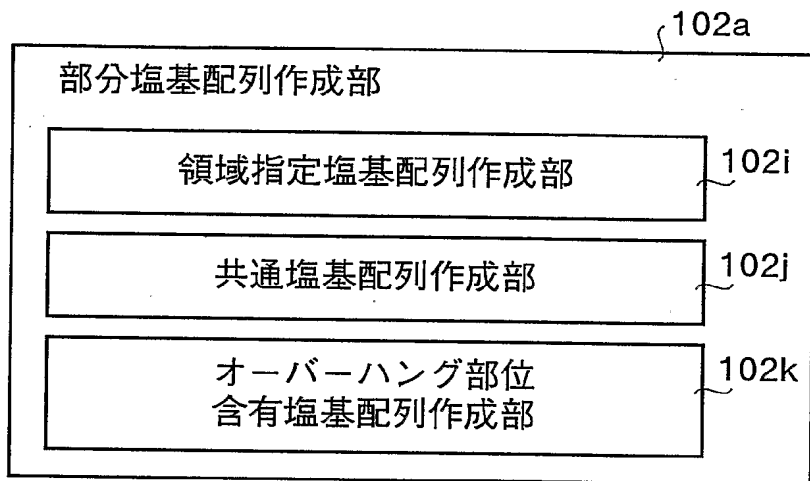 102a
部分塩基配列作成部
領域指定塩基配列作成部
102i
共通塩基配列作成部
102j
オーバーハング部位
含有塩基配列作成部
102k